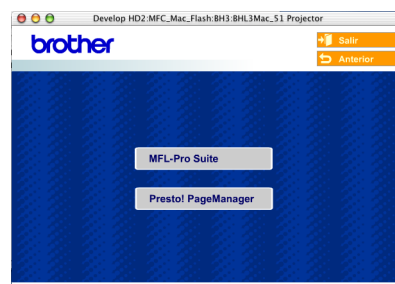 Develop HD2:MFC_Mac_Flash:BH3:BHL3Mac_S1 Projector
brother
Salir
Anterior
MFL-Pro Suite
Presto! PageManager